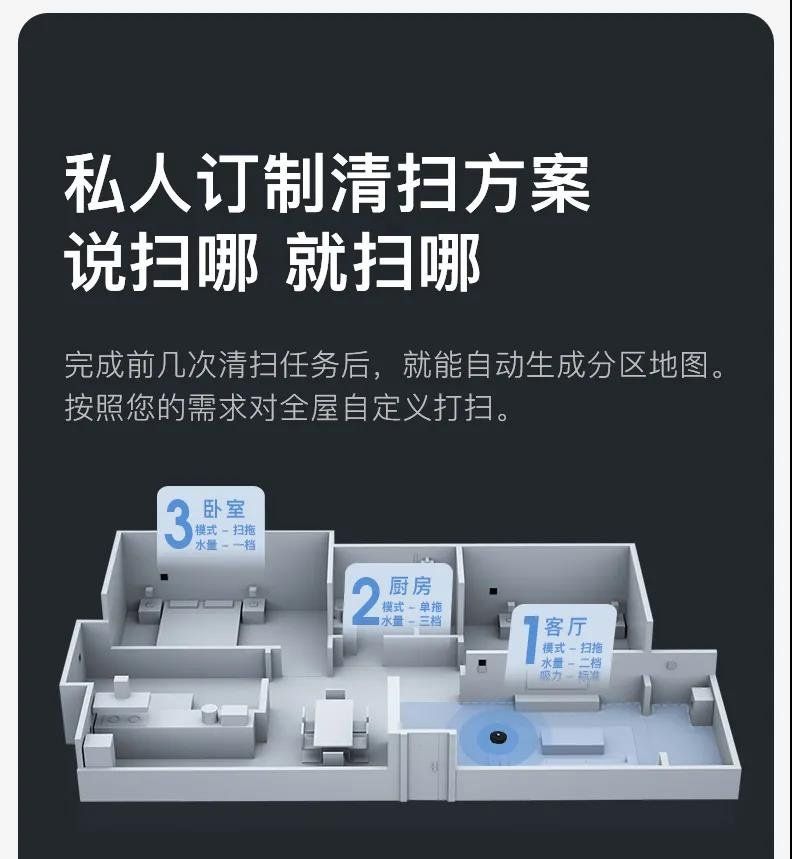 私人订制清扫方案
说扫哪 就扫哪
完成前几次清扫任务后，就能自动生成分区地图。
按照您的需求对全屋自定义打扫。
3 卧室
模式 – 扫拖
水量 – 一档
2 厨房
模式 – 单拖
水量 – 三档
1 客厅
模式 – 扫拖
水量 – 二档
吸力 – 标准